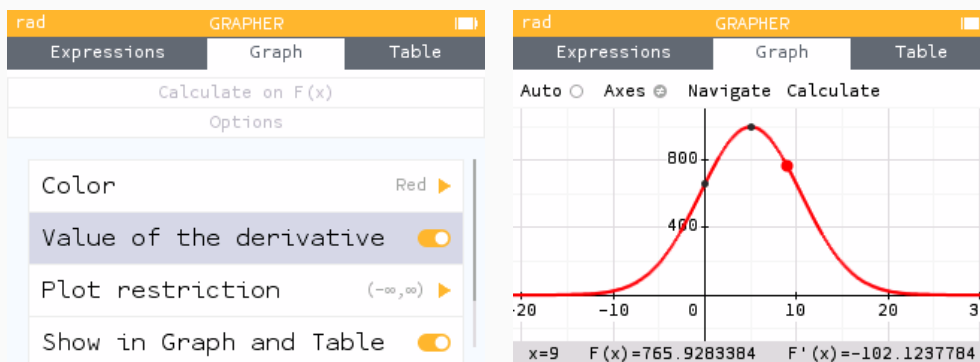 rad GRAPHER
Expressions Graph Table
Calculate on F(x)
Options
Color Red
Value of the derivative
Plot restriction (-∞,∞)
Show in Graph and Table
rad GRAPHER
Expressions Graph Table
Auto Axes Navigate Calculate
800
400
-20 -10 0 10 20 3
x=9 F(x)=765.9283384 F'(x)=-102.1237784